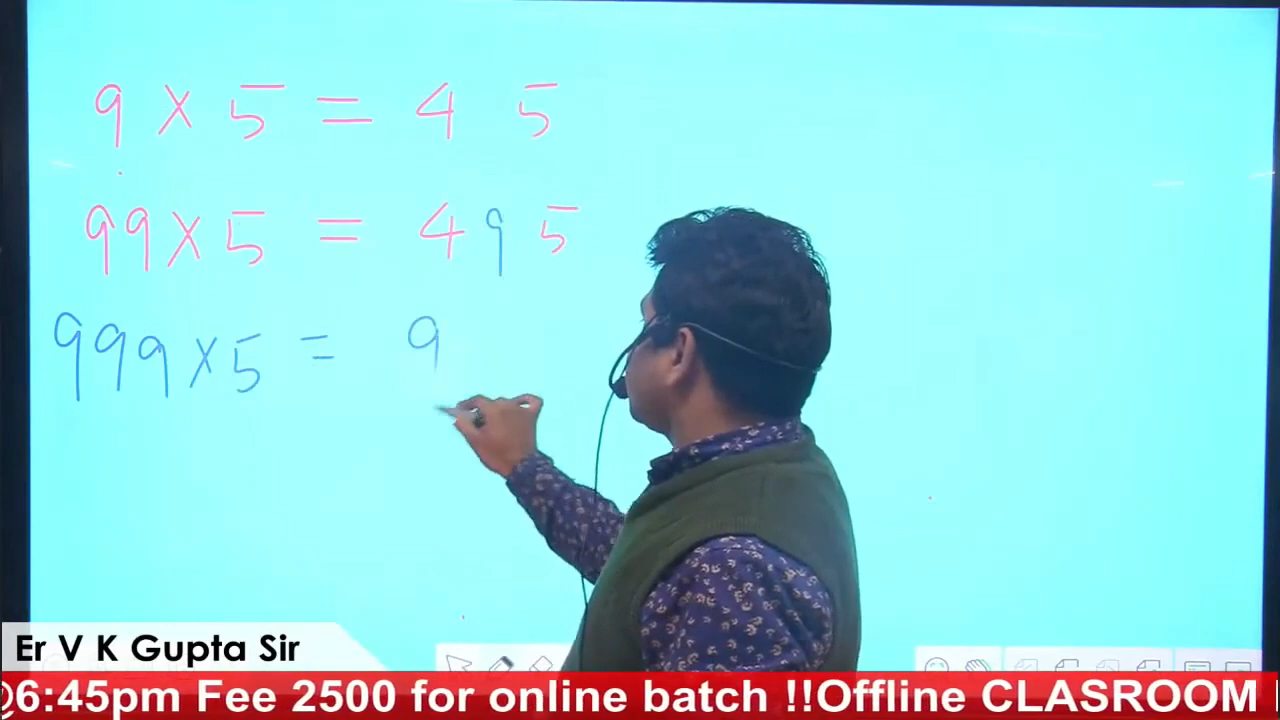 9 × 5 = 4 5
99 × 5 = 4 9 5
999 × 5 = 9
Er V K Gupta Sir
@6:45pm Fee 2500 for online batch !!Offline CLASROOM